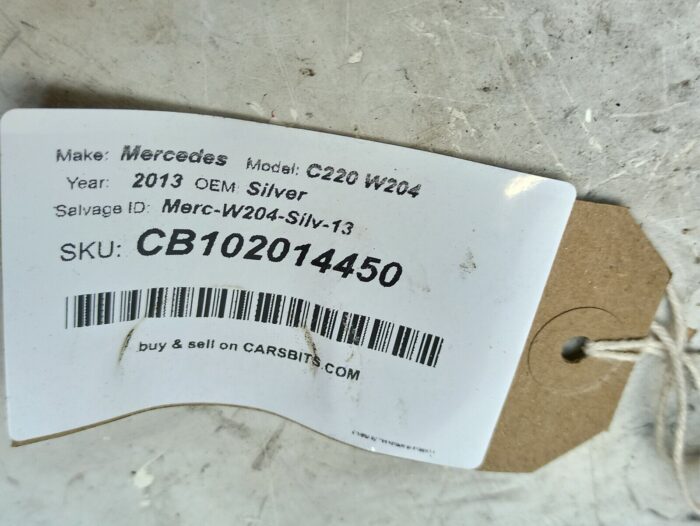 Make: Mercedes Model: C220 W204
Year: 2013 OEM: Silver
Salvage ID: Merc-W204-Silv-13
SKU: CB102014450
buy & sell on CARSBITS.COM